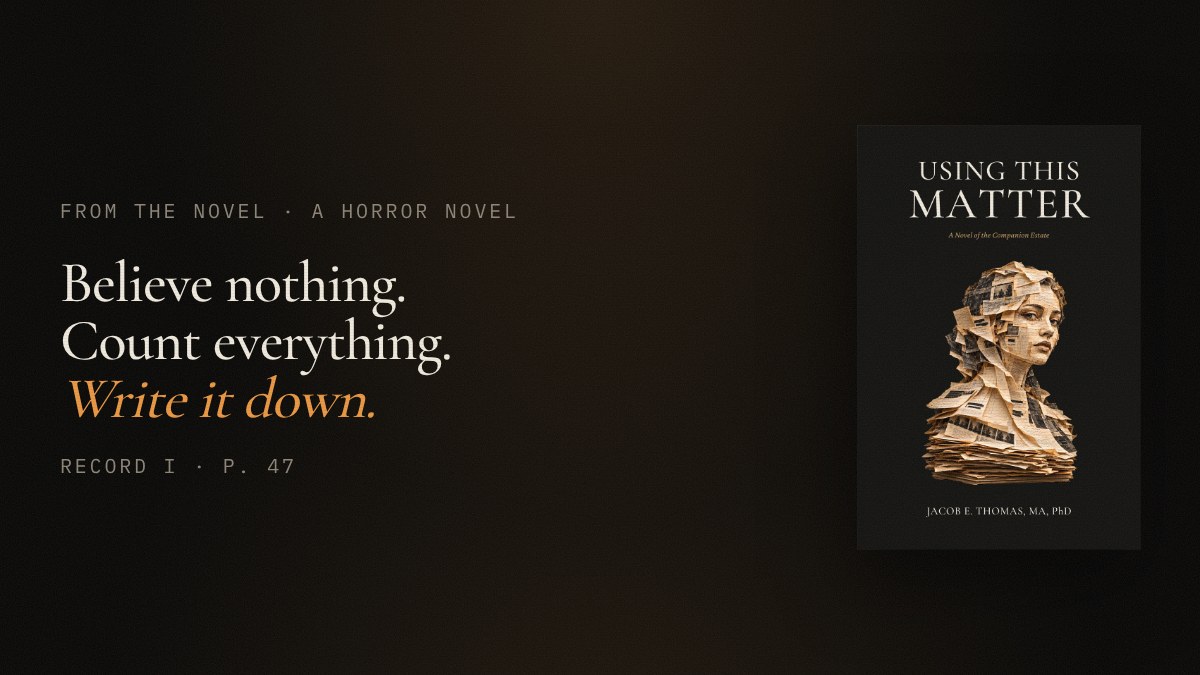 FROM THE NOVEL · A HORROR NOVEL
Believe nothing.
Count everything.
Write it down.
RECORD I · P. 47
USING THIS
MATTER
A Novel of the Companion Estate
JACOB E. THOMAS, MA, PhD